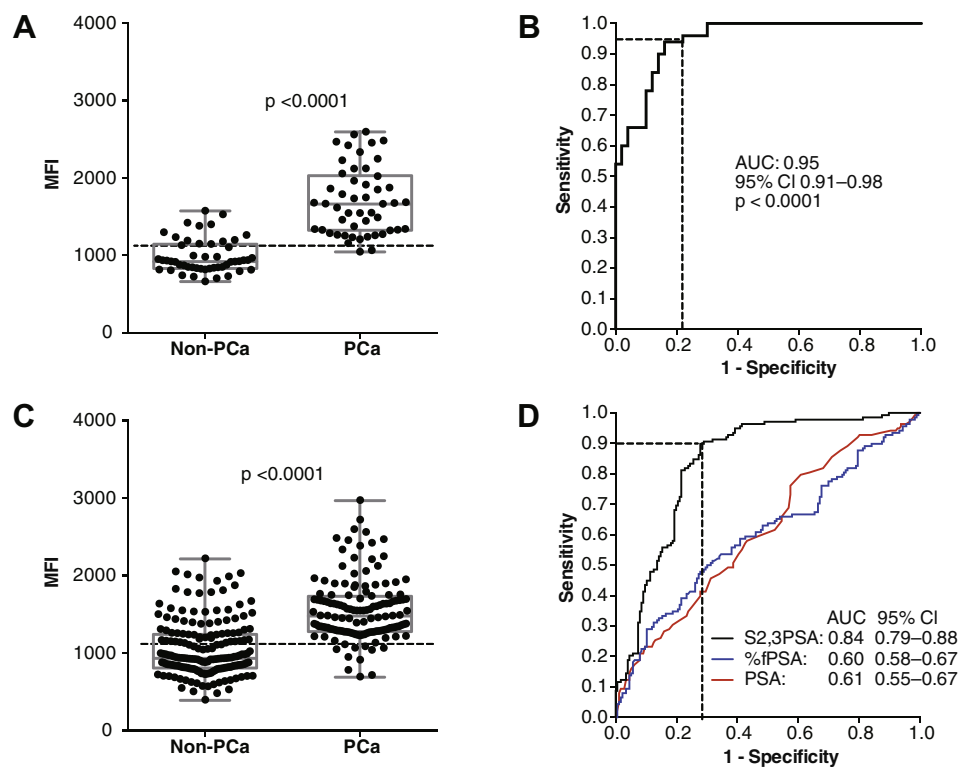 A
4000
3000
2000
1000
0
MFI
p <0.0001
Non-PCa
PCa
B
1.0
0.9
0.8
0.7
0.6
0.5
0.4
0.3
0.2
0.1
0.0
Sensitivity
AUC: 0.95
95% CI 0.91–0.98
p < 0.0001
0.0
0.2
0.4
0.6
0.8
1.0
1 - Specificity
C
4000
3000
2000
1000
0
MFI
p <0.0001
Non-PCa
PCa
D
1.0
0.9
0.8
0.7
0.6
0.5
0.4
0.3
0.2
0.1
0.0
Sensitivity
AUC 95% CI
S2,3PSA: 0.84 0.79–0.88
%fPSA: 0.60 0.58–0.67
PSA: 0.61 0.55–0.67
0.0
0.2
0.4
0.6
0.8
1.0
1 - Specificity